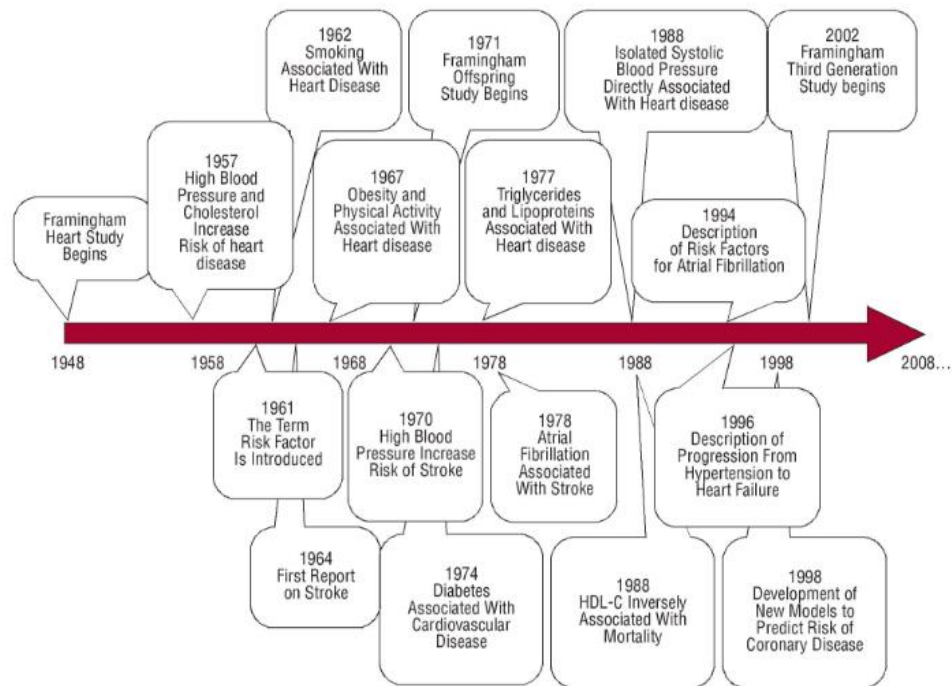 1962
Smoking
Associated With
Heart Disease
1971
Framingham
Offspring
Study Begins
1988
Isolated Systolic
Blood Pressure
Directly Associated
With Heart disease
2002
Framingham
Third Generation
Study begins
Framingham
Heart Study
Begins
1957
High Blood
Pressure and
Cholesterol
Increase
Risk of heart
disease
1967
Obesity and
Physical Activity
Associated With
Heart disease
1977
Triglycerides
and Lipoproteins
Associated With
Heart disease
1994
Description
of Risk Factors
for Atrial Fibrillation
1948
1958
1968
1978
1988
1998
2008...
1961
The Term
Risk Factor
Is Introduced
1970
High Blood
Pressure Increase
Risk of Stroke
1978
Atrial
Fibrillation
Associated
With Stroke
1996
Description of
Progression From
Hypertension to
Heart Failure
1964
First Report
on Stroke
1974
Diabetes
Associated With
Cardiovascular
Disease
1988
HDL-C Inversely
Associated With
Mortality
1998
Development of
New Models to
Predict Risk of
Coronary Disease